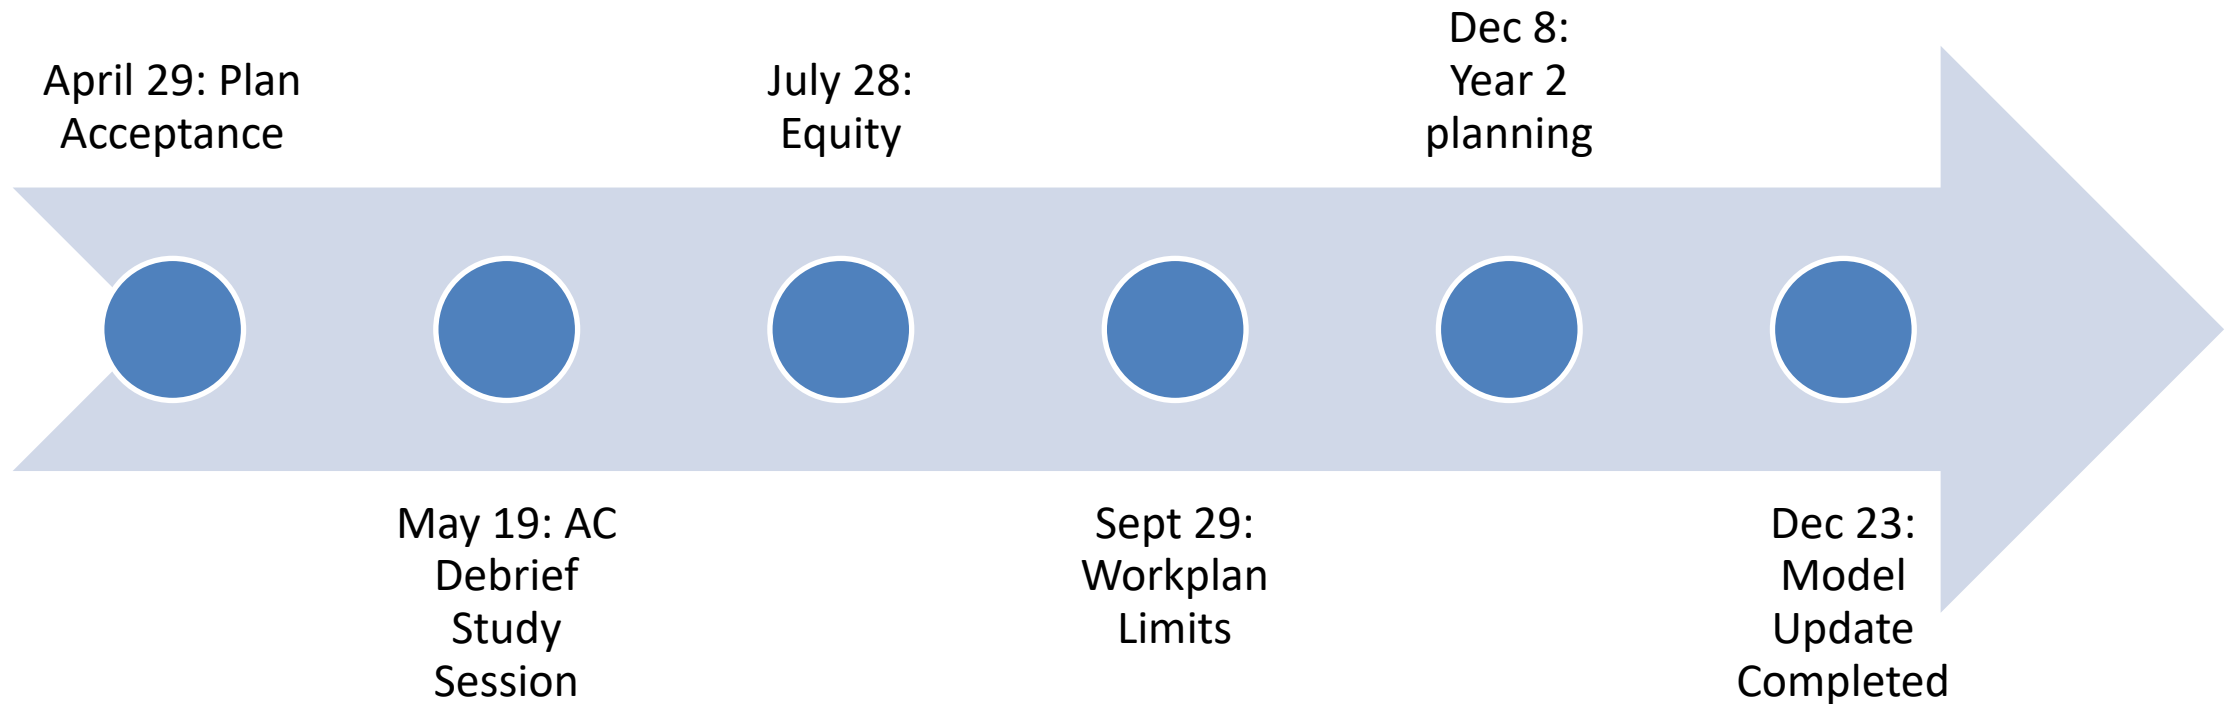 April 29: Plan
Acceptance
May 19: AC
Debrief
Study
Session
July 28:
Equity
Sept 29:
Workplan
Limits
Dec 8:
Year 2
planning
Dec 23:
Model
Update
Completed